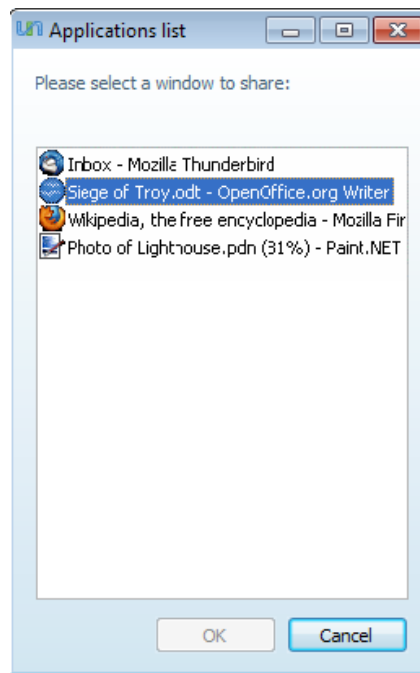 Applications list
Please select a window to share:
Inbox - Mozilla Thunderbird
Siege of Troy.odt - OpenOffice.org Writer
Wikipedia, the free encyclopedia - Mozilla Fir
Photo of Lighthouse.pdn (31%) - Paint.NET
OK
Cancel